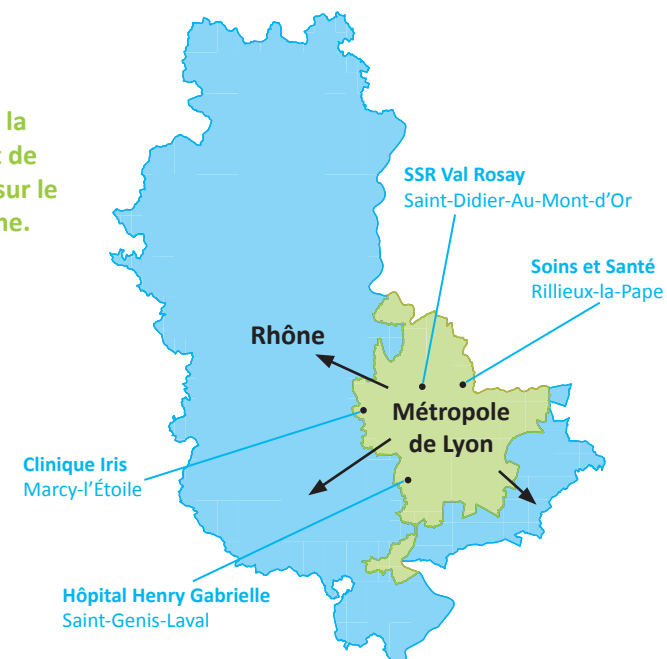 la
de
sur le
ne.
SSR Val Rosay
Saint-Didier-Au-Mont-d'Or
Soins et Santé
Rillieux-la-Pape
Rhône
Métropole
de Lyon
Clinique Iris
Marcy-l'Étoile
Hôpital Henry Gabrielle
Saint-Genis-Laval